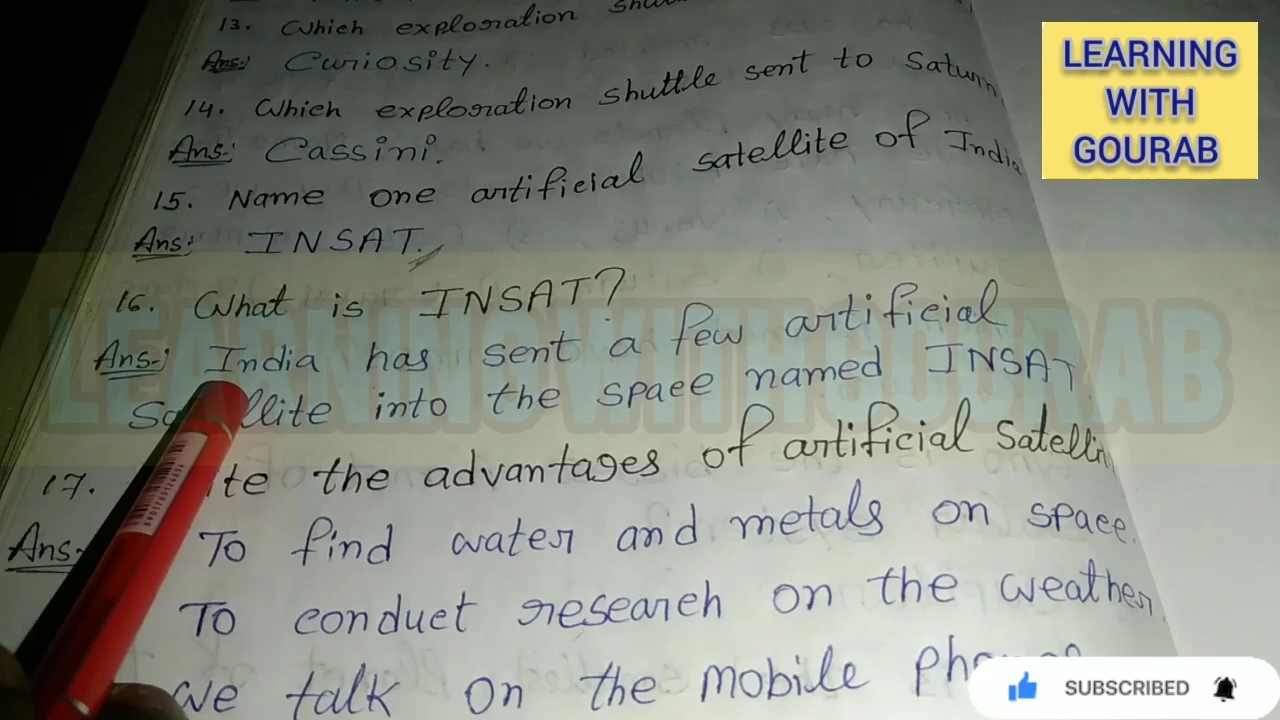 13. Which exploration
Ans:- Curiosity.
14. Which exploration shuttle sent to Saturn
Ans:- Cassini.
15. Name one artificial satellite of India
Ans:- INSAT.
16. What is INSAT?
Ans:- India has sent a few artificial
into the space named INSAT
17. the advantages of artificial
Ans:-
To find water and metals on space.
To conduct research on the weather
We talk on the mobile
LEARNING
WITH
GOURAB
LEARNING WITH GOURAB
SUBSCRIBED